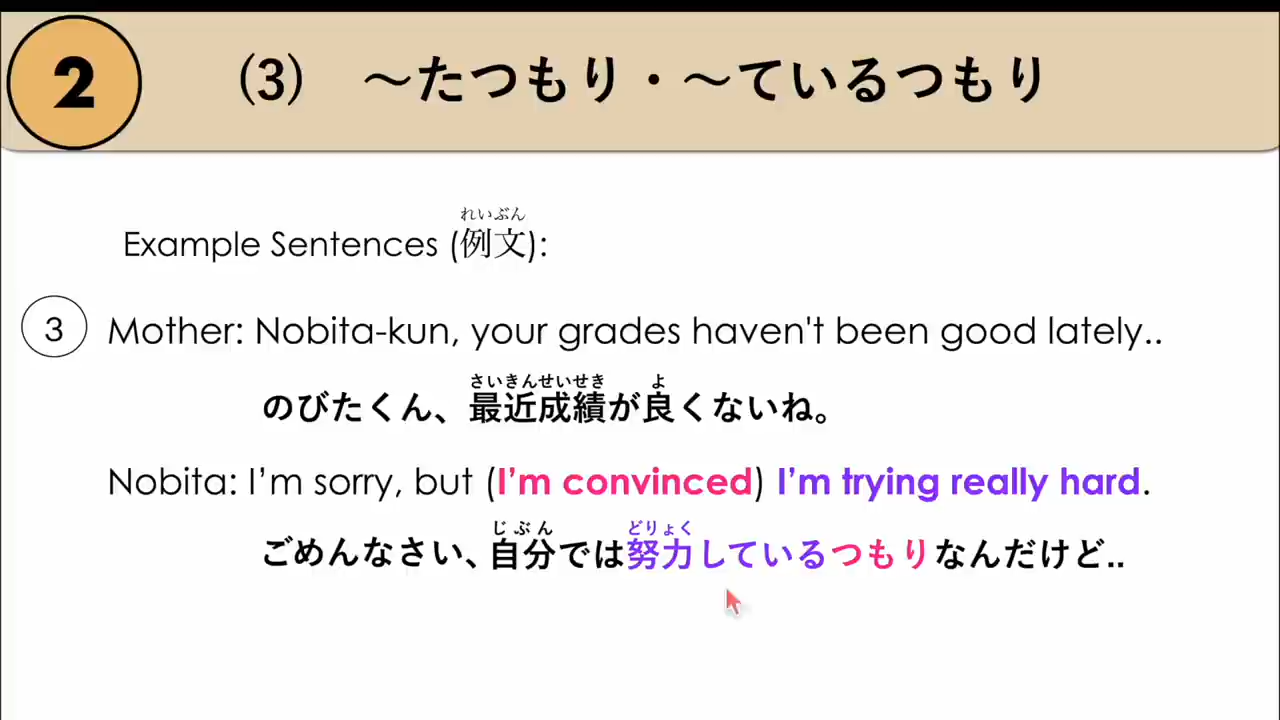 2
(3) ～たつもり・～ているつもり
れいぶん
Example Sentences (例文):
3
Mother: Nobita-kun, your grades haven't been good lately..
さいきんせいせき よ
のびたくん、最近成績が良くないね。
Nobita: I'm sorry, but (I'm convinced) I'm trying really hard.
じぶん どりょく
ごめんなさい、自分では努力しているつもりなんだけど..